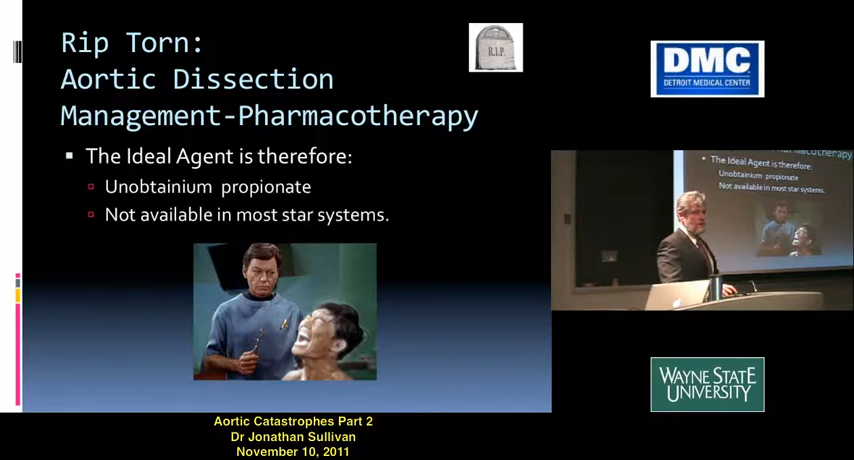 Rip Torn:
Aortic Dissection
Management-Pharmacotherapy
R.I.P.
The Ideal Agent is therefore:
Unobtainium propionate
Not available in most star systems.
DMC
DETROIT MEDICAL CENTER
The Ideal Agent is therefore:
Unobtainium propionate
Not available in most star systems.
WAYNE STATE
UNIVERSITY
Aortic Catastrophes Part 2
Dr Jonathan Sullivan
November 10, 2011